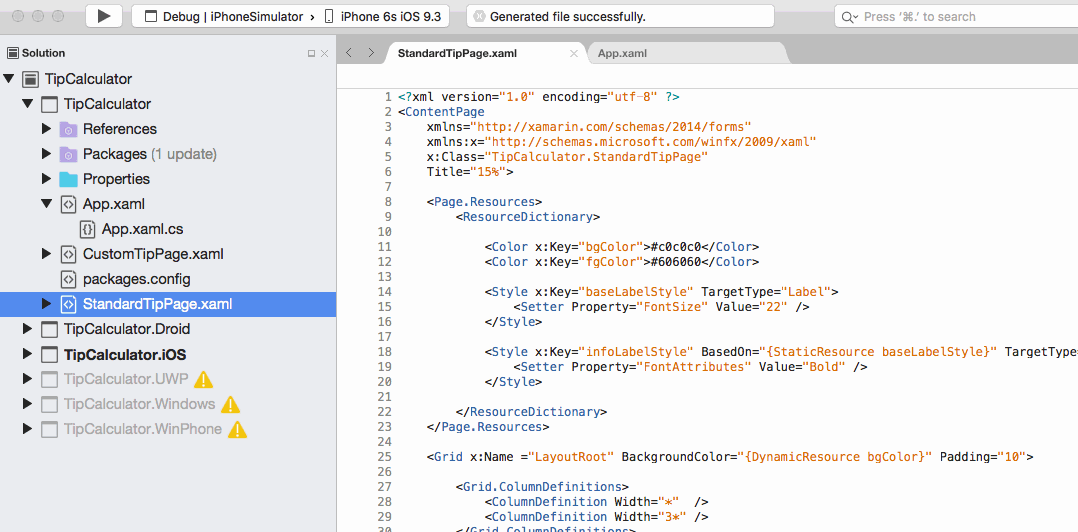 Debug | iPhoneSimulator › iPhone 6s iOS 9.3 Generated file successfully. Press '⌘.' to search
Solution
StandardTipPage.xaml App.xaml
TipCalculator
TipCalculator
References
Packages (1 update)
Properties
App.xaml
App.xaml.cs
CustomTipPage.xaml
packages.config
StandardTipPage.xaml
TipCalculator.Droid
TipCalculator.iOS
TipCalculator.UWP
TipCalculator.Windows
TipCalculator.WinPhone
1 <?xml version="1.0" encoding="utf-8" ?>
2 <ContentPage
3 xmlns="http://xamarin.com/schemas/2014/forms"
4 xmlns:x="http://schemas.microsoft.com/winfx/2009/xaml"
5 x:Class="TipCalculator.StandardTipPage"
6 Title="15%">
7
8 <Page.Resources>
9 <ResourceDictionary>
10
11 <Color x:Key="bgColor">#c0c0c0</Color>
12 <Color x:Key="fgColor">#606060</Color>
13
14 <Style x:Key="baseLabelStyle" TargetType="Label">
15 <Setter Property="FontSize" Value="22" />
16 </Style>
17
18 <Style x:Key="infoLabelStyle" BasedOn="{StaticResource baseLabelStyle}" TargetType=
19 <Setter Property="FontAttributes" Value="Bold" />
20 </Style>
21
22 </ResourceDictionary>
23 </Page.Resources>
24
25 <Grid x:Name ="LayoutRoot" BackgroundColor="{DynamicResource bgColor}" Padding="10">
26
27 <Grid.ColumnDefinitions>
28 <ColumnDefinition Width="*" />
29 <ColumnDefinition Width="3*" />
30 </Grid.ColumnDefinitions>